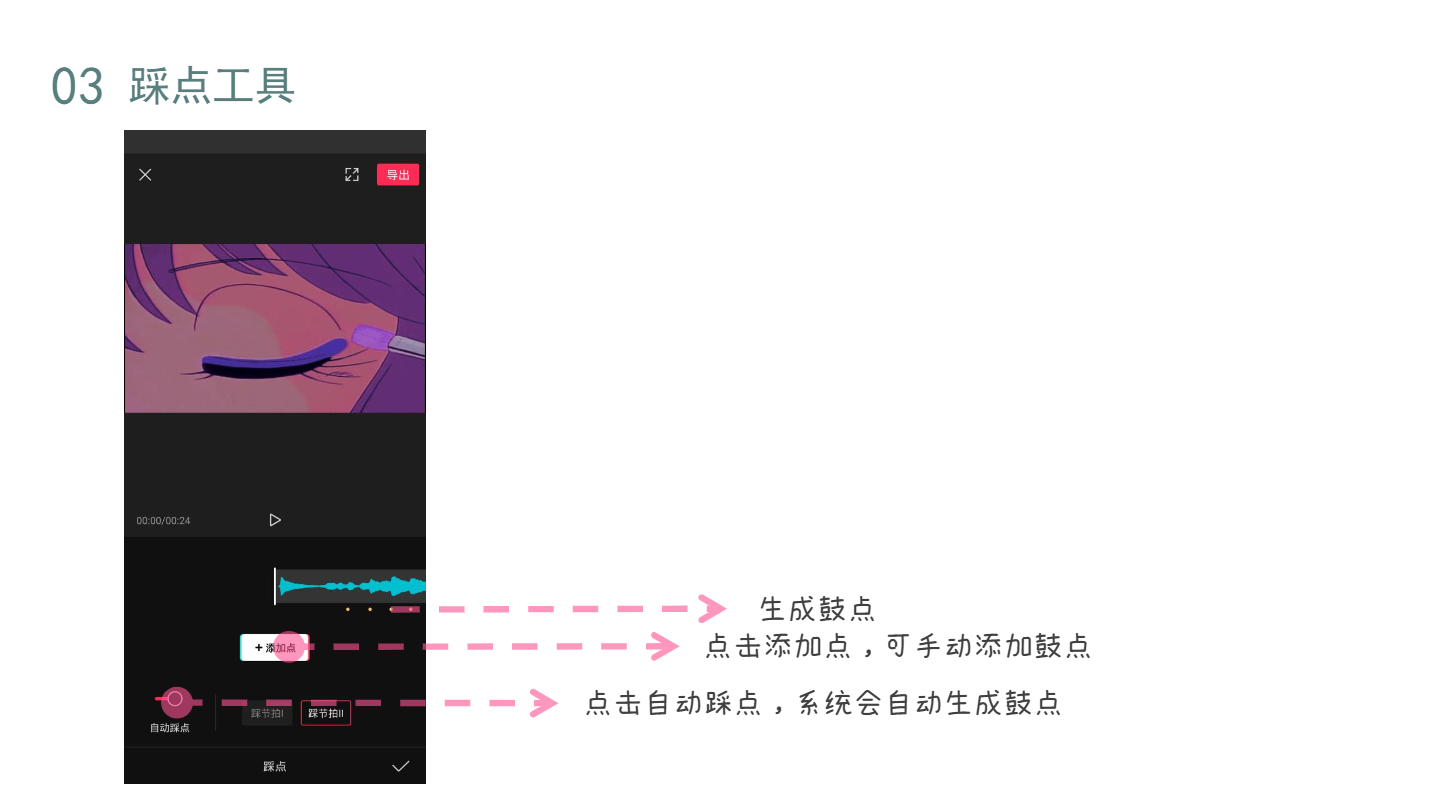 03 踩点工具
导出
00:00/00:24
生成鼓点
+ 添加点
点击添加点，可手动添加鼓点
点击自动踩点，系统会自动生成鼓点
踩节拍I
踩节拍II
自动踩点
踩点